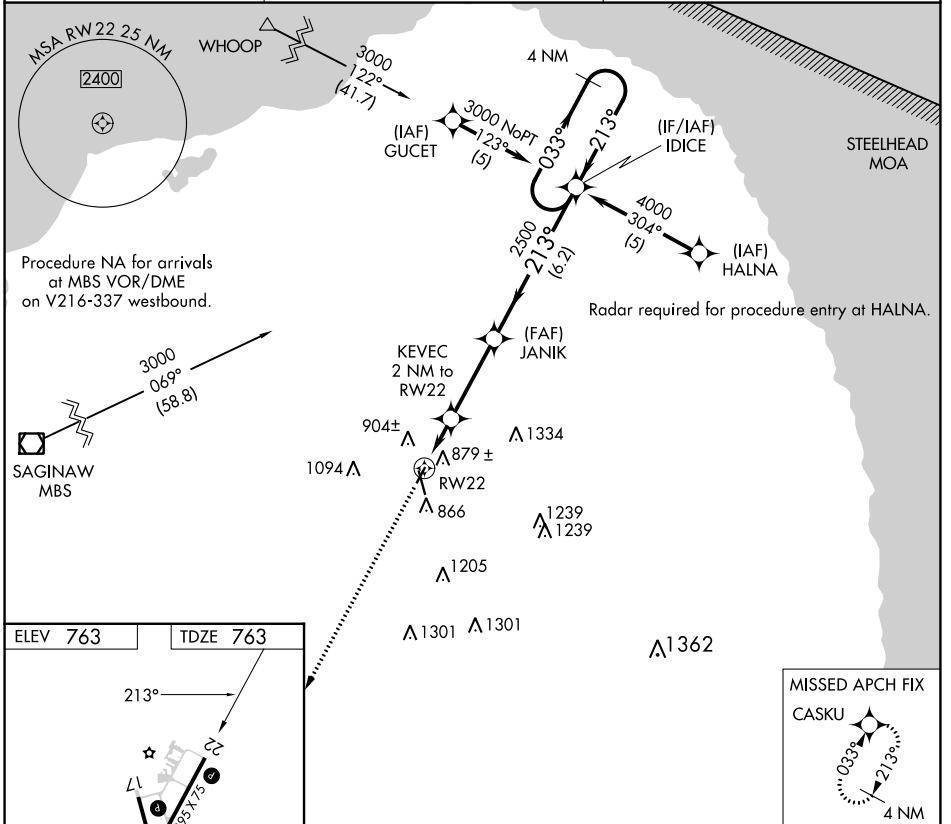 MSA RW22 25 NM
2400
WHOOP
3000
122°
(41.7)
4 NM
(IAF)
GUCET
3000 NoPT
123°
(5)
033°
213°
(IF/IAF)
IDICE
STEELHEAD
MOA
4000
304°
(5)
(IAF)
HALNA
2500
213°
(6.2)
Procedure NA for arrivals
at MBS VOR/DME
on V216-337 westbound.
Radar required for procedure entry at HALNA.
3000
069°
(58.8)
SAGINAW
MBS
(FAF)
JANIK
KEVEC
2 NM to
RW22
904±
1334
879 ±
1094
RW22
866
1239
1239
1205
1301
1301
1362
ELEV 763
TDZE 763
213°
22
17
P
P
95 X 75
MISSED APCH FIX
CASKU
033°
213°
4 NM